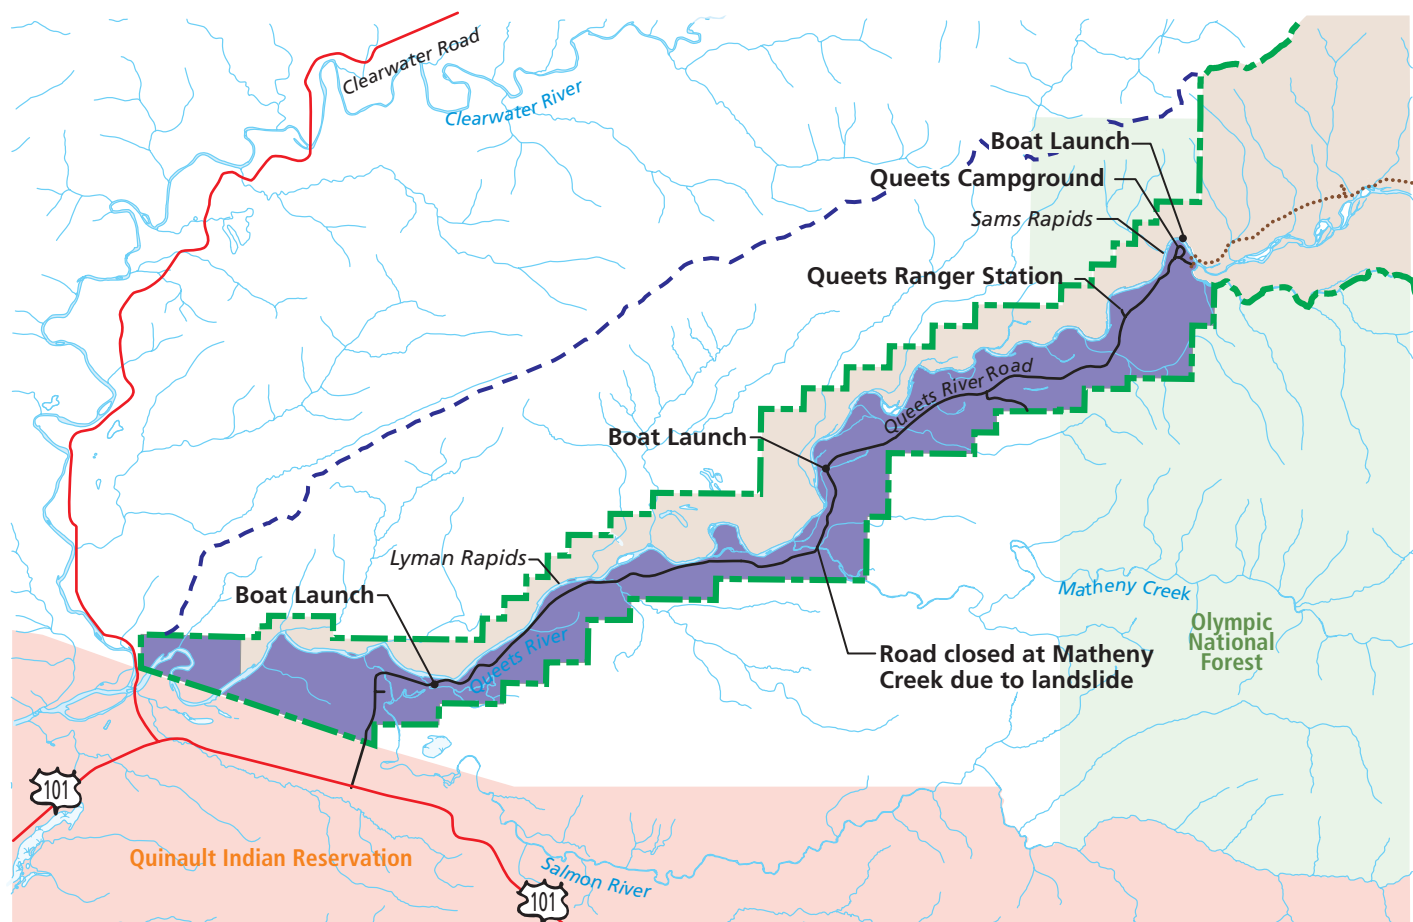 Clearwater Road
Clearwater River
Boat Launch
Queets Campground
Sams Rapids
Queets Ranger Station
Queets River Road
Boat Launch
Lyman Rapids
Boat Launch
Queets River
Matheny Creek
Olympic
National
Forest
Road closed at Matheny
Creek due to landslide
101
Quinault Indian Reservation
Salmon River
101